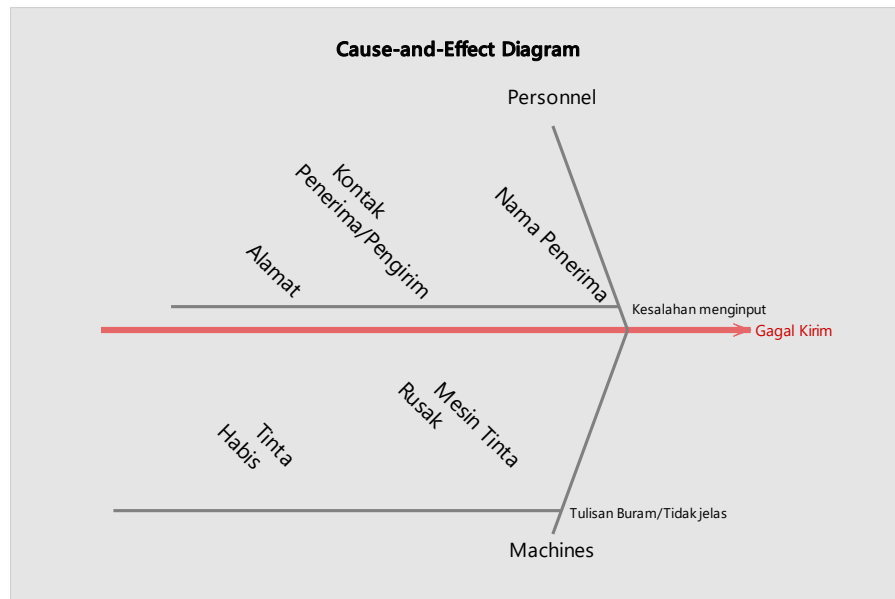 Cause-and-Effect Diagram
Personnel
Kontak
Penerima/Pengirim
Nama Penerima
Alamat
Kesalahan menginput
Gagal Kirim
Mesin Tinta
Rusak
Tinta
Habis
Tulisan Buram/Tidak jelas
Machines